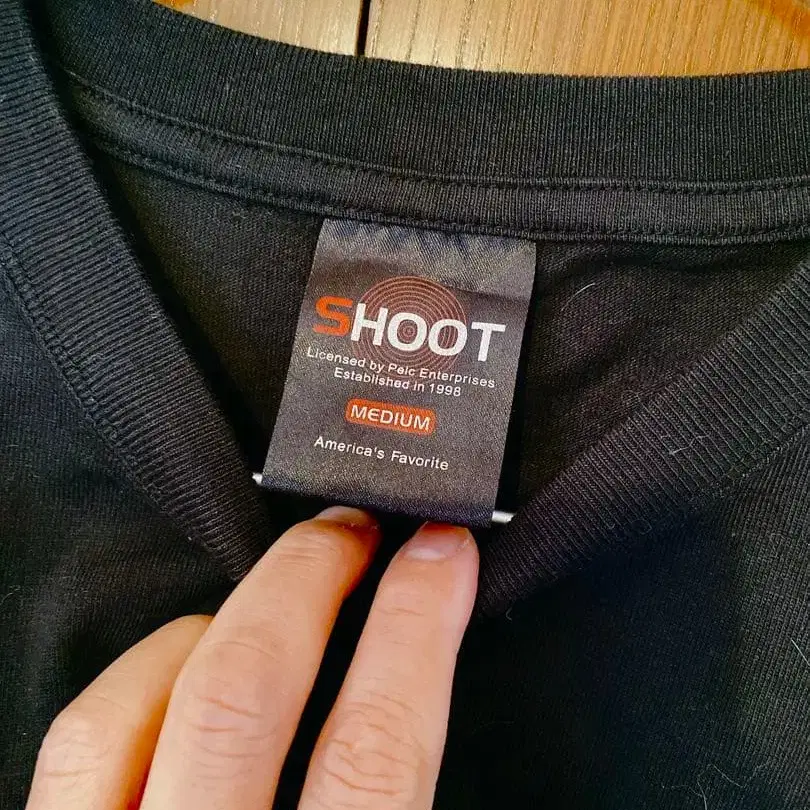 SHOOT
Licensed by Pelc Enterprises
Established in 1998
MEDIUM
America's Favorite